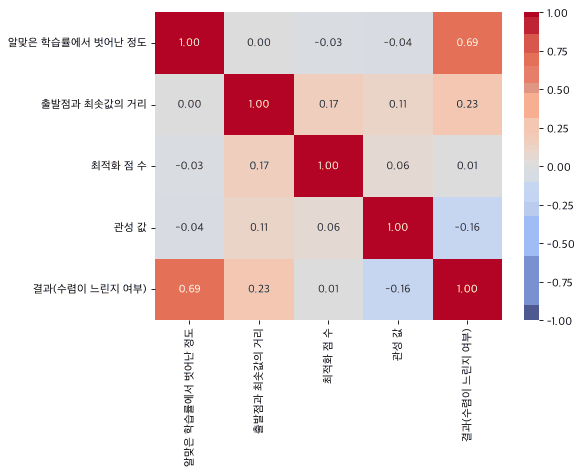 알맞은 학습률에서 벗어난 정도
1.00 0.00 -0.03 -0.04 0.69
출발점과 최솟값의 거리
0.00 1.00 0.17 0.11 0.23
최적화 점 수
-0.03 0.17 1.00 0.06 0.01
관성 값
-0.04 0.11 0.06 1.00 -0.16
결과(수렴이 느린지 여부)
0.69 0.23 0.01 -0.16 1.00
알맞은 학습률에서 벗어난 정도
출발점과 최솟값의 거리
최적화 점 수
관성 값
결과(수렴이 느린지 여부)
1.00
0.75
0.50
0.25
0.00
-0.25
-0.50
-0.75
-1.00